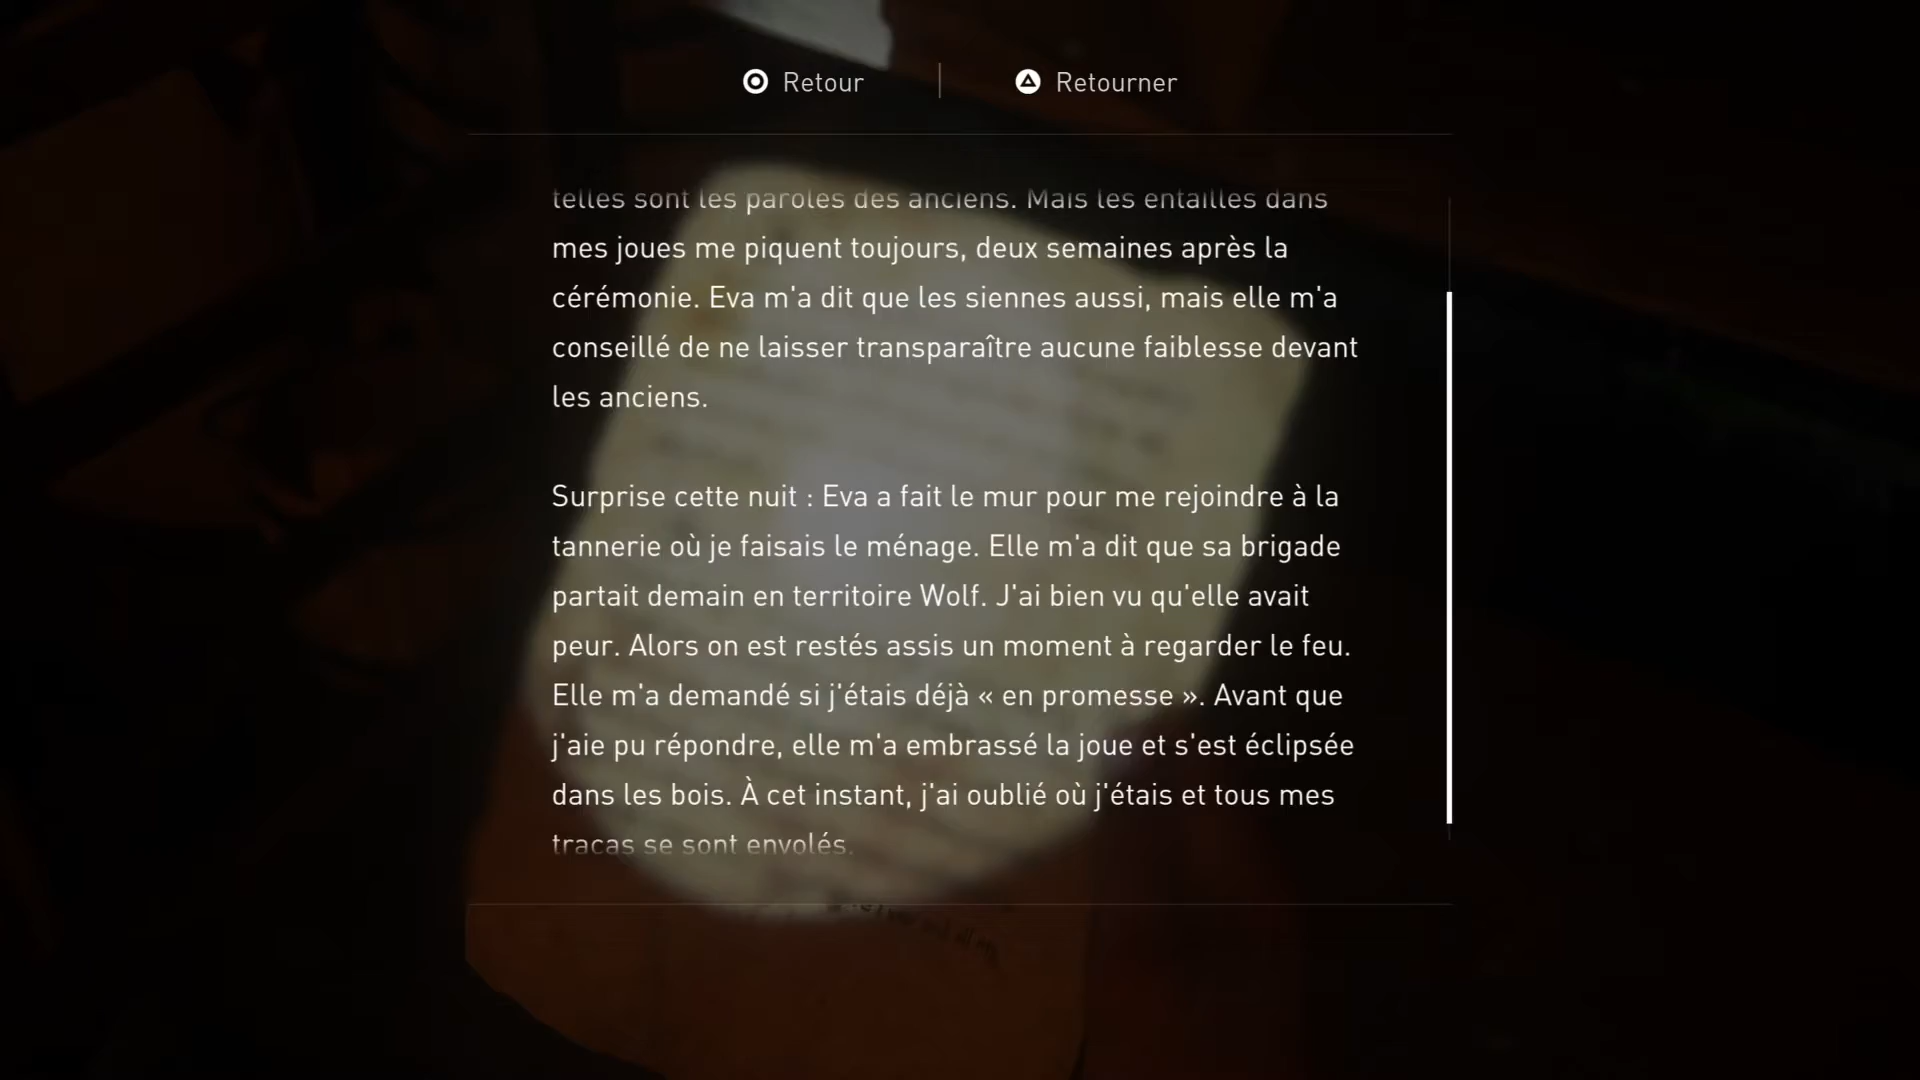 Retour
Retourner
telles sont les paroles des anciens. Mais les entailles dans
mes joues me piquent toujours, deux semaines après la
cérémonie. Eva m'a dit que les siennes aussi, mais elle m'a
conseillé de ne laisser transparaître aucune faiblesse devant
les anciens.
Surprise cette nuit : Eva a fait le mur pour me rejoindre à la
tannerie où je faisais le ménage. Elle m'a dit que sa brigade
partait demain en territoire Wolf. J'ai bien vu qu'elle avait
peur. Alors on est restés assis un moment à regarder le feu.
Elle m'a demandé si j'étais déjà « en promesse ». Avant que
j'aie pu répondre, elle m'a embrassé la joue et s'est éclipsée
dans les bois. À cet instant, j'ai oublié où j'étais et tous mes
tracas se sont envolés.